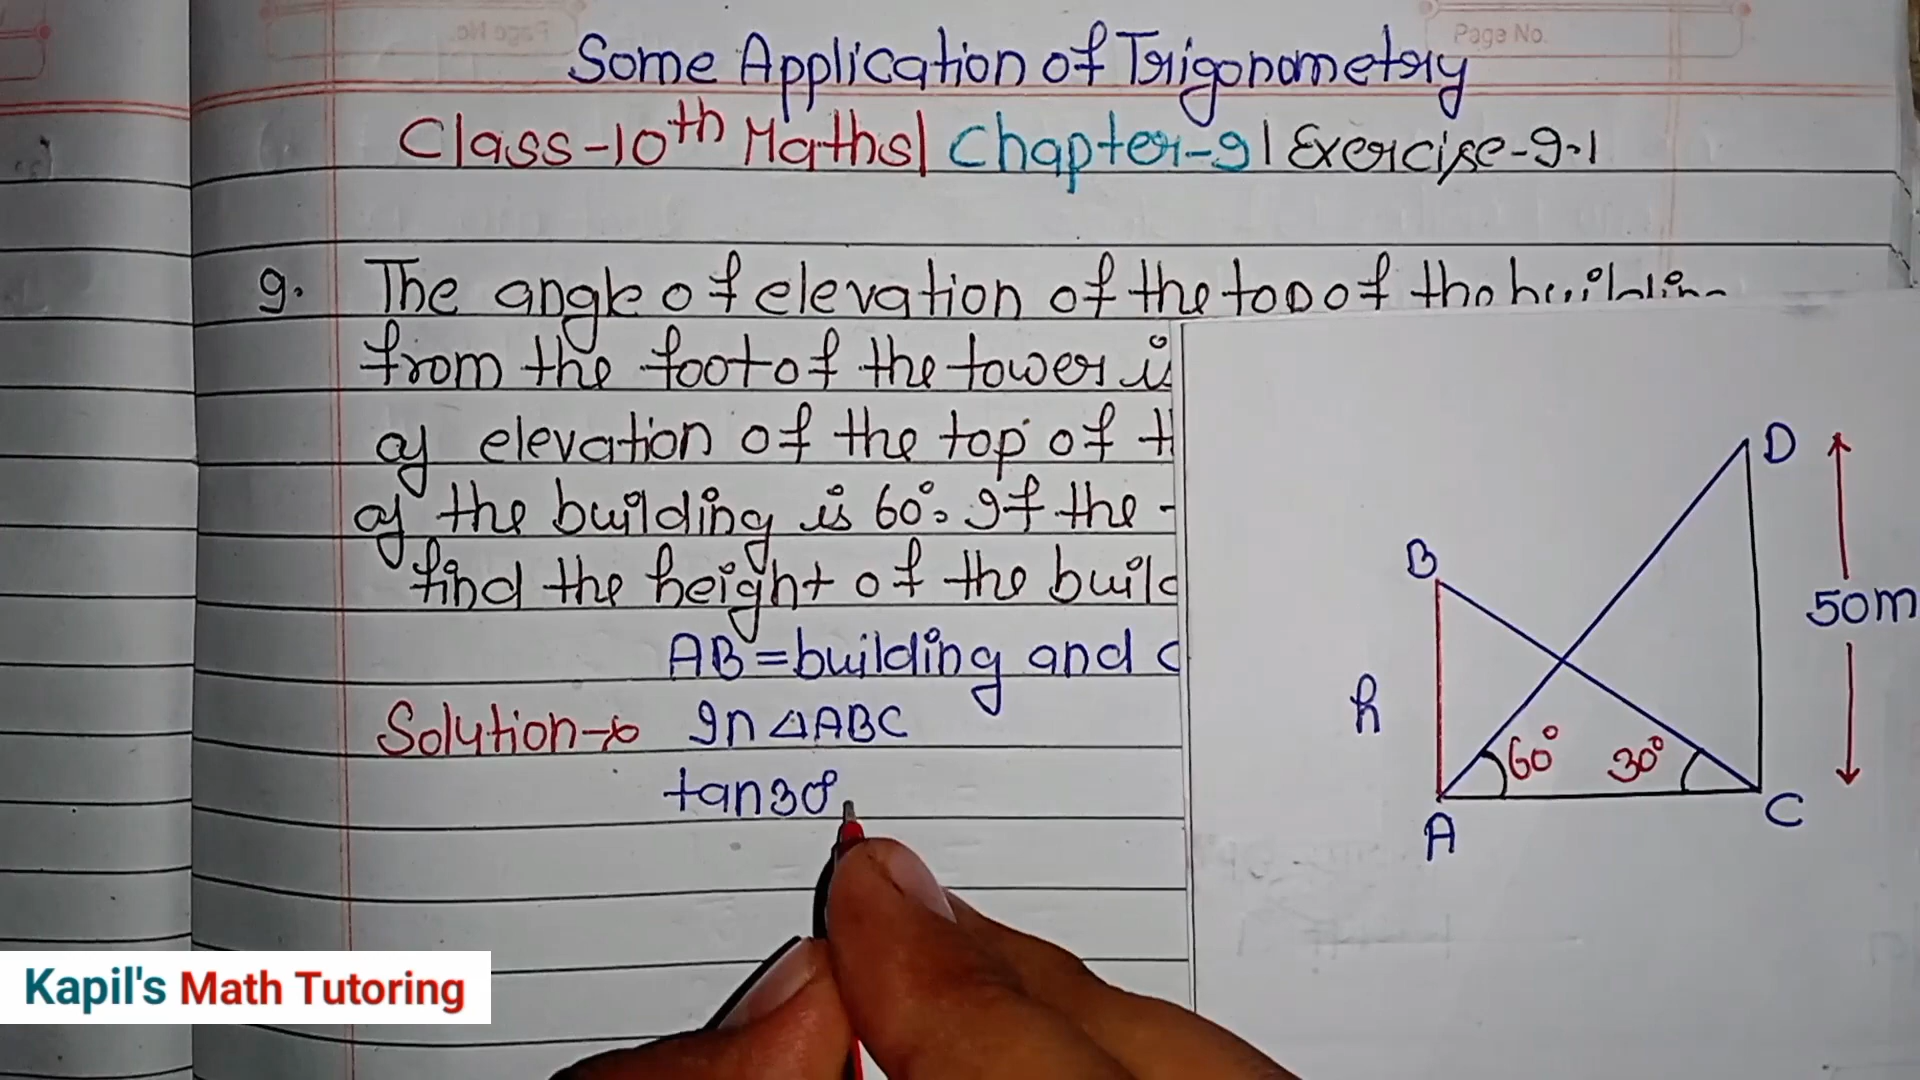 Page No.
Some Application of Trigonometry
Class-10th Maths| Chapter-9| Exercise-9.1
9. The angle of elevation of the top of the building
from the foot of the tower is
of elevation of the top of t
of the building is 60°. If the
find the height of the build
AB=building and C
Solution→ In △ABC
tan30°
D
B
50m
h
60° 30°
A
C
Kapil's Math Tutoring